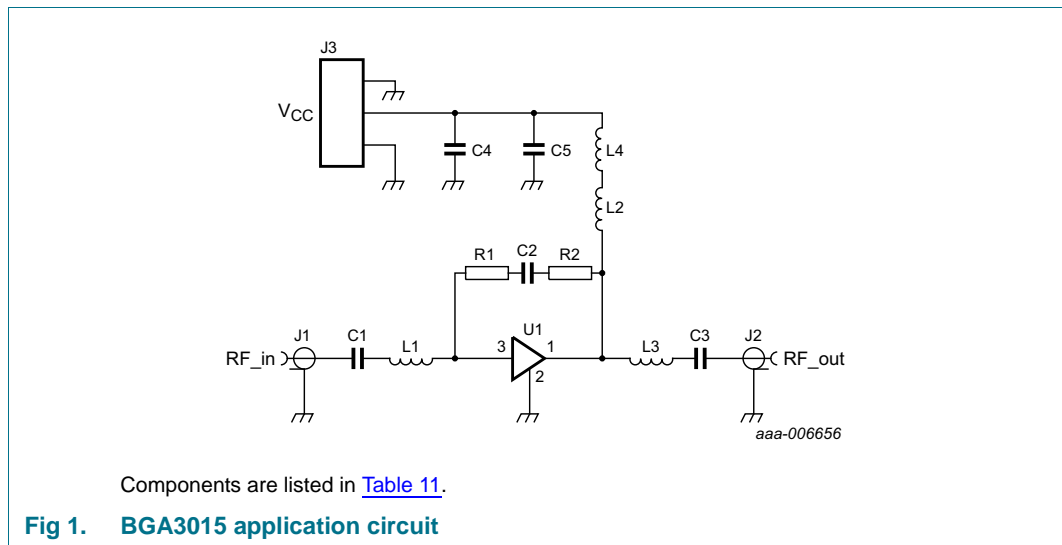 J3
VCC
C4
C5
L4
L2
R1
C2
R2
J1
C1
L1
U1
3
1
2
L3
C3
J2
RF_in
RF_out
aaa-006656
Components are listed in Table 11.
Fig 1. BGA3015 application circuit